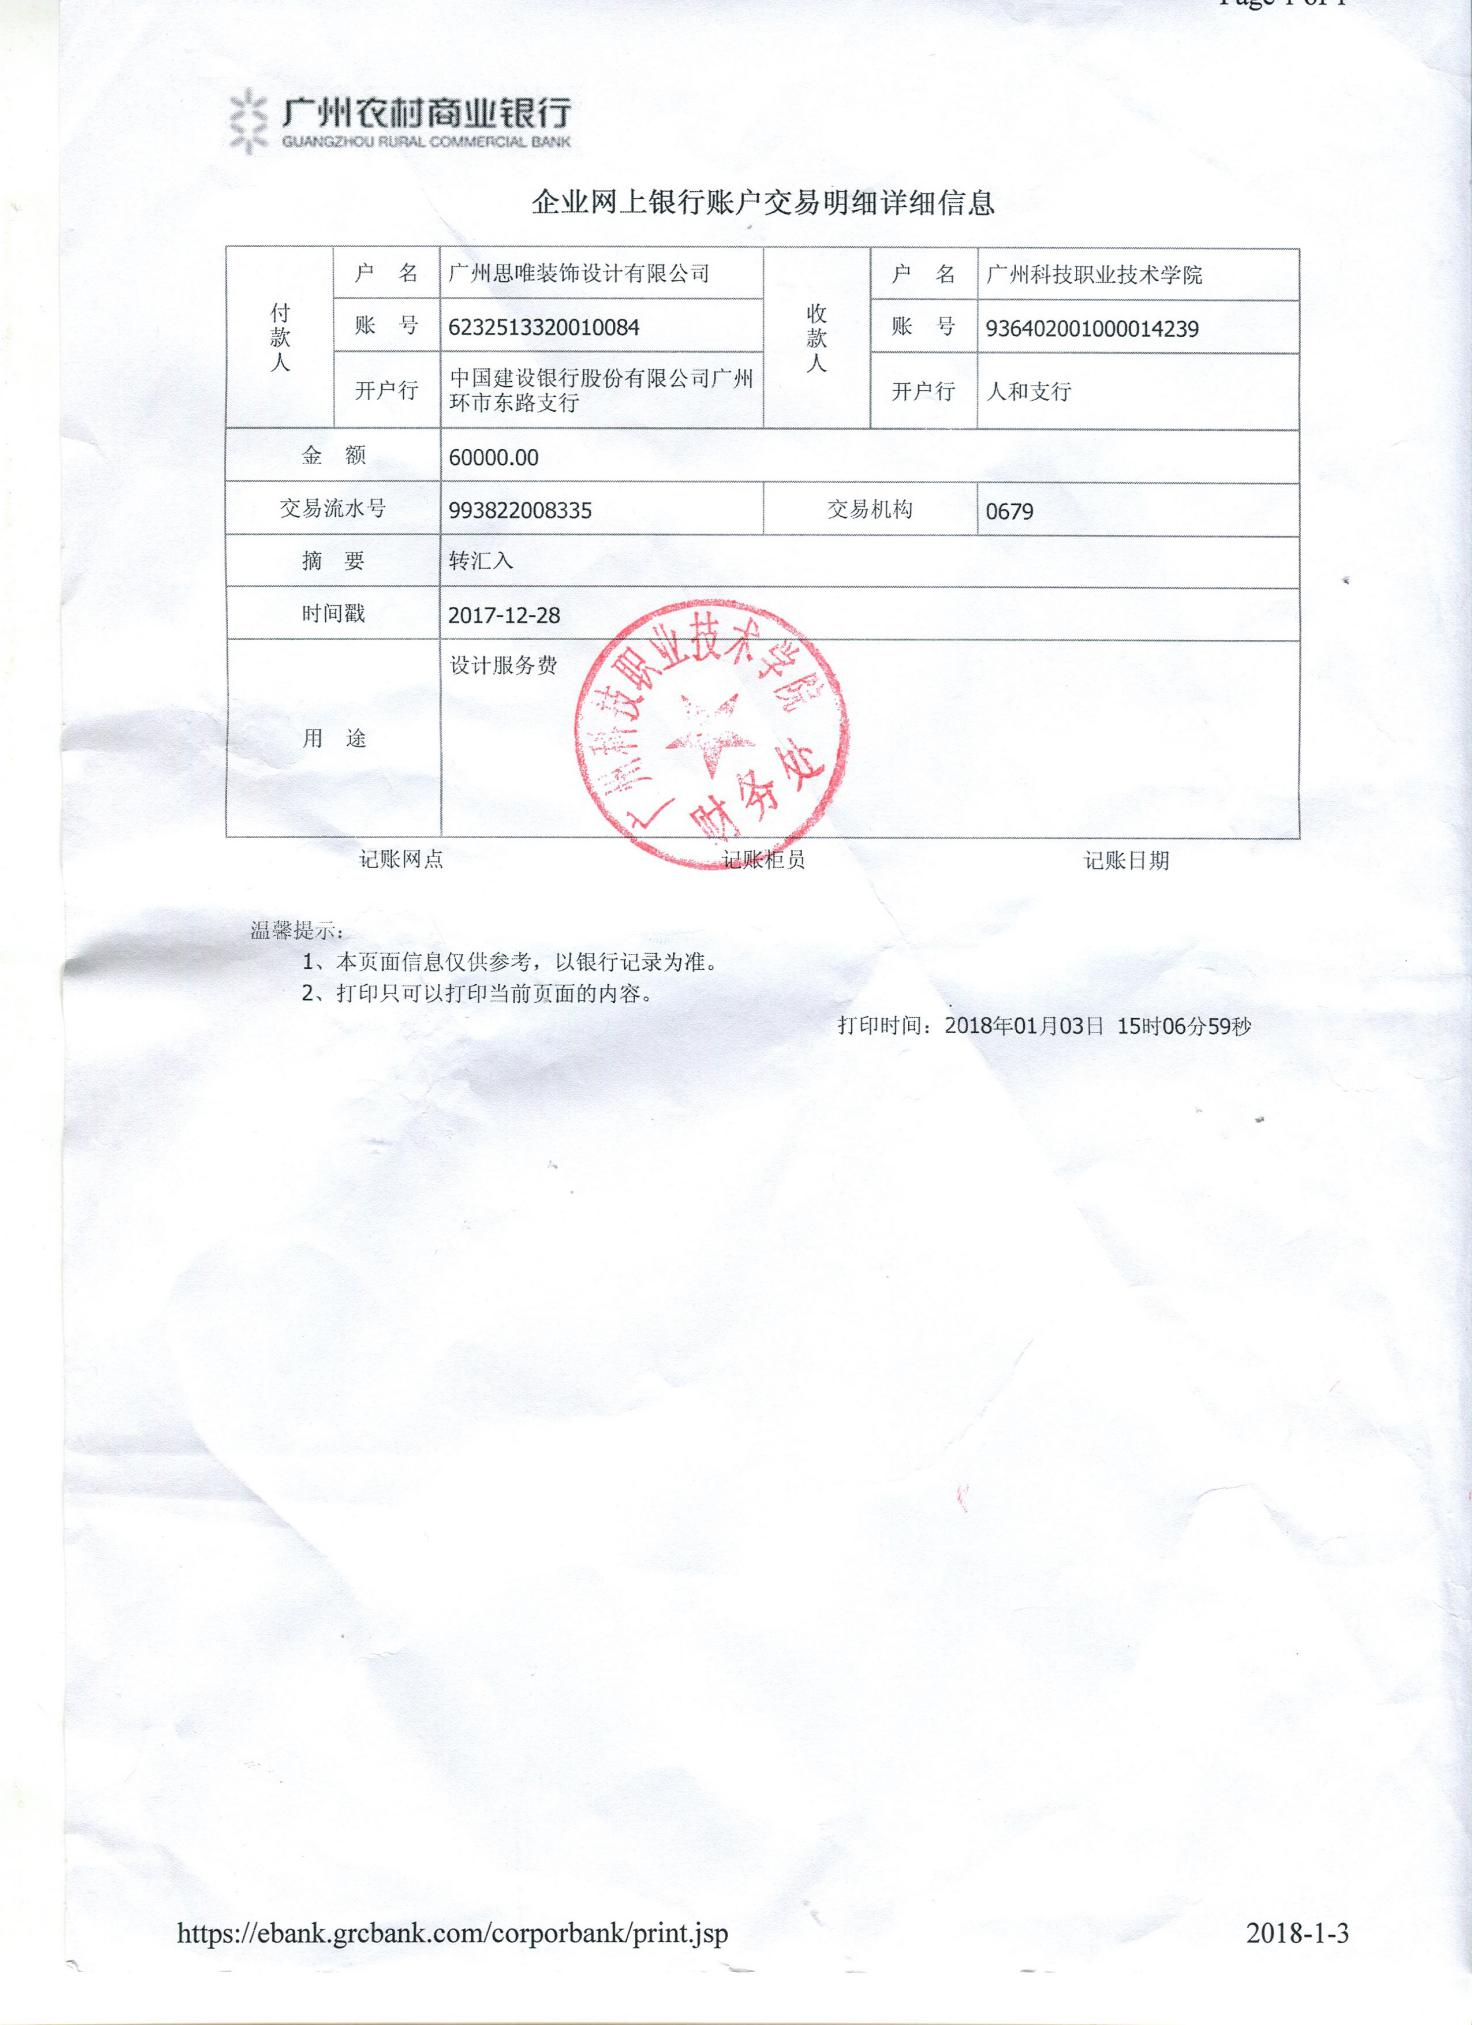 Page 1 of 1
广州农村商业银行
GUANGZHOU RURAL COMMERCIAL BANK
企业网上银行账户交易明细详细信息
付款人 户 名 广州思唯装饰设计有限公司 收款人 户 名 广州科技职业技术学院
账 号 6232513320010084 账 号 936402001000014239
开户行 中国建设银行股份有限公司广州 开户行 人和支行
环市东路支行
金 额 60000.00
交易流水号 993822008335 交易机构 0679
摘 要 转汇入
时间戳 2017-12-28
用 途 设计服务费
广州科技职业技术学院
财务处
记账网点 记账柜员 记账日期
温馨提示:
1、本页面信息仅供参考，以银行记录为准。
2、打印只可以打印当前页面的内容。
打印时间：2018年01月03日 15时06分59秒
https://ebank.grcbank.com/corporbank/print.jsp 2018-1-3